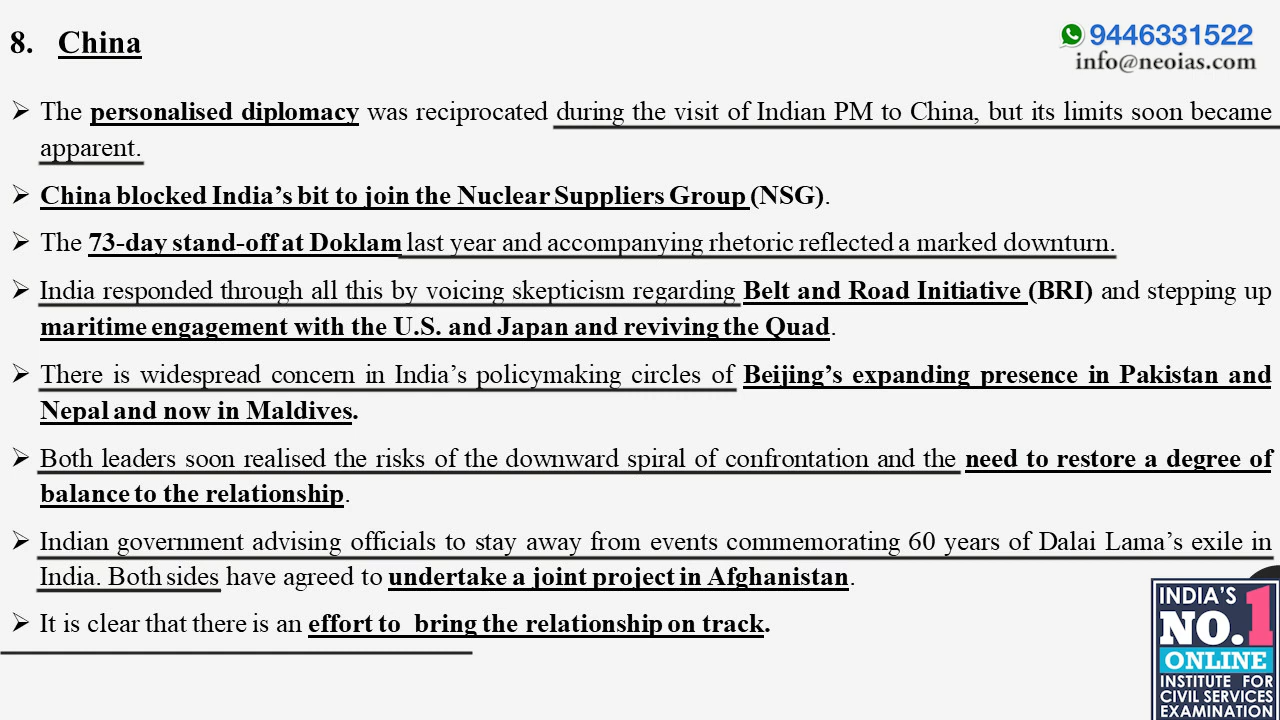 8. China
9446331522
info@neoias.com
The personalised diplomacy was reciprocated during the visit of Indian PM to China, but its limits soon became
apparent.
China blocked India's bit to join the Nuclear Suppliers Group (NSG).
The 73-day stand-off at Doklam last year and accompanying rhetoric reflected a marked downturn.
India responded through all this by voicing skepticism regarding Belt and Road Initiative (BRI) and stepping up
maritime engagement with the U.S. and Japan and reviving the Quad.
There is widespread concern in India's policymaking circles of Beijing's expanding presence in Pakistan and
Nepal and now in Maldives.
Both leaders soon realised the risks of the downward spiral of confrontation and the need to restore a degree of
balance to the relationship.
Indian government advising officials to stay away from events commemorating 60 years of Dalai Lama's exile in
India. Both sides have agreed to undertake a joint project in Afghanistan.
It is clear that there is an effort to bring the relationship on track.
INDIA'S
NO.1
ONLINE
INSTITUTE FOR
CIVIL SERVICES
EXAMINATION